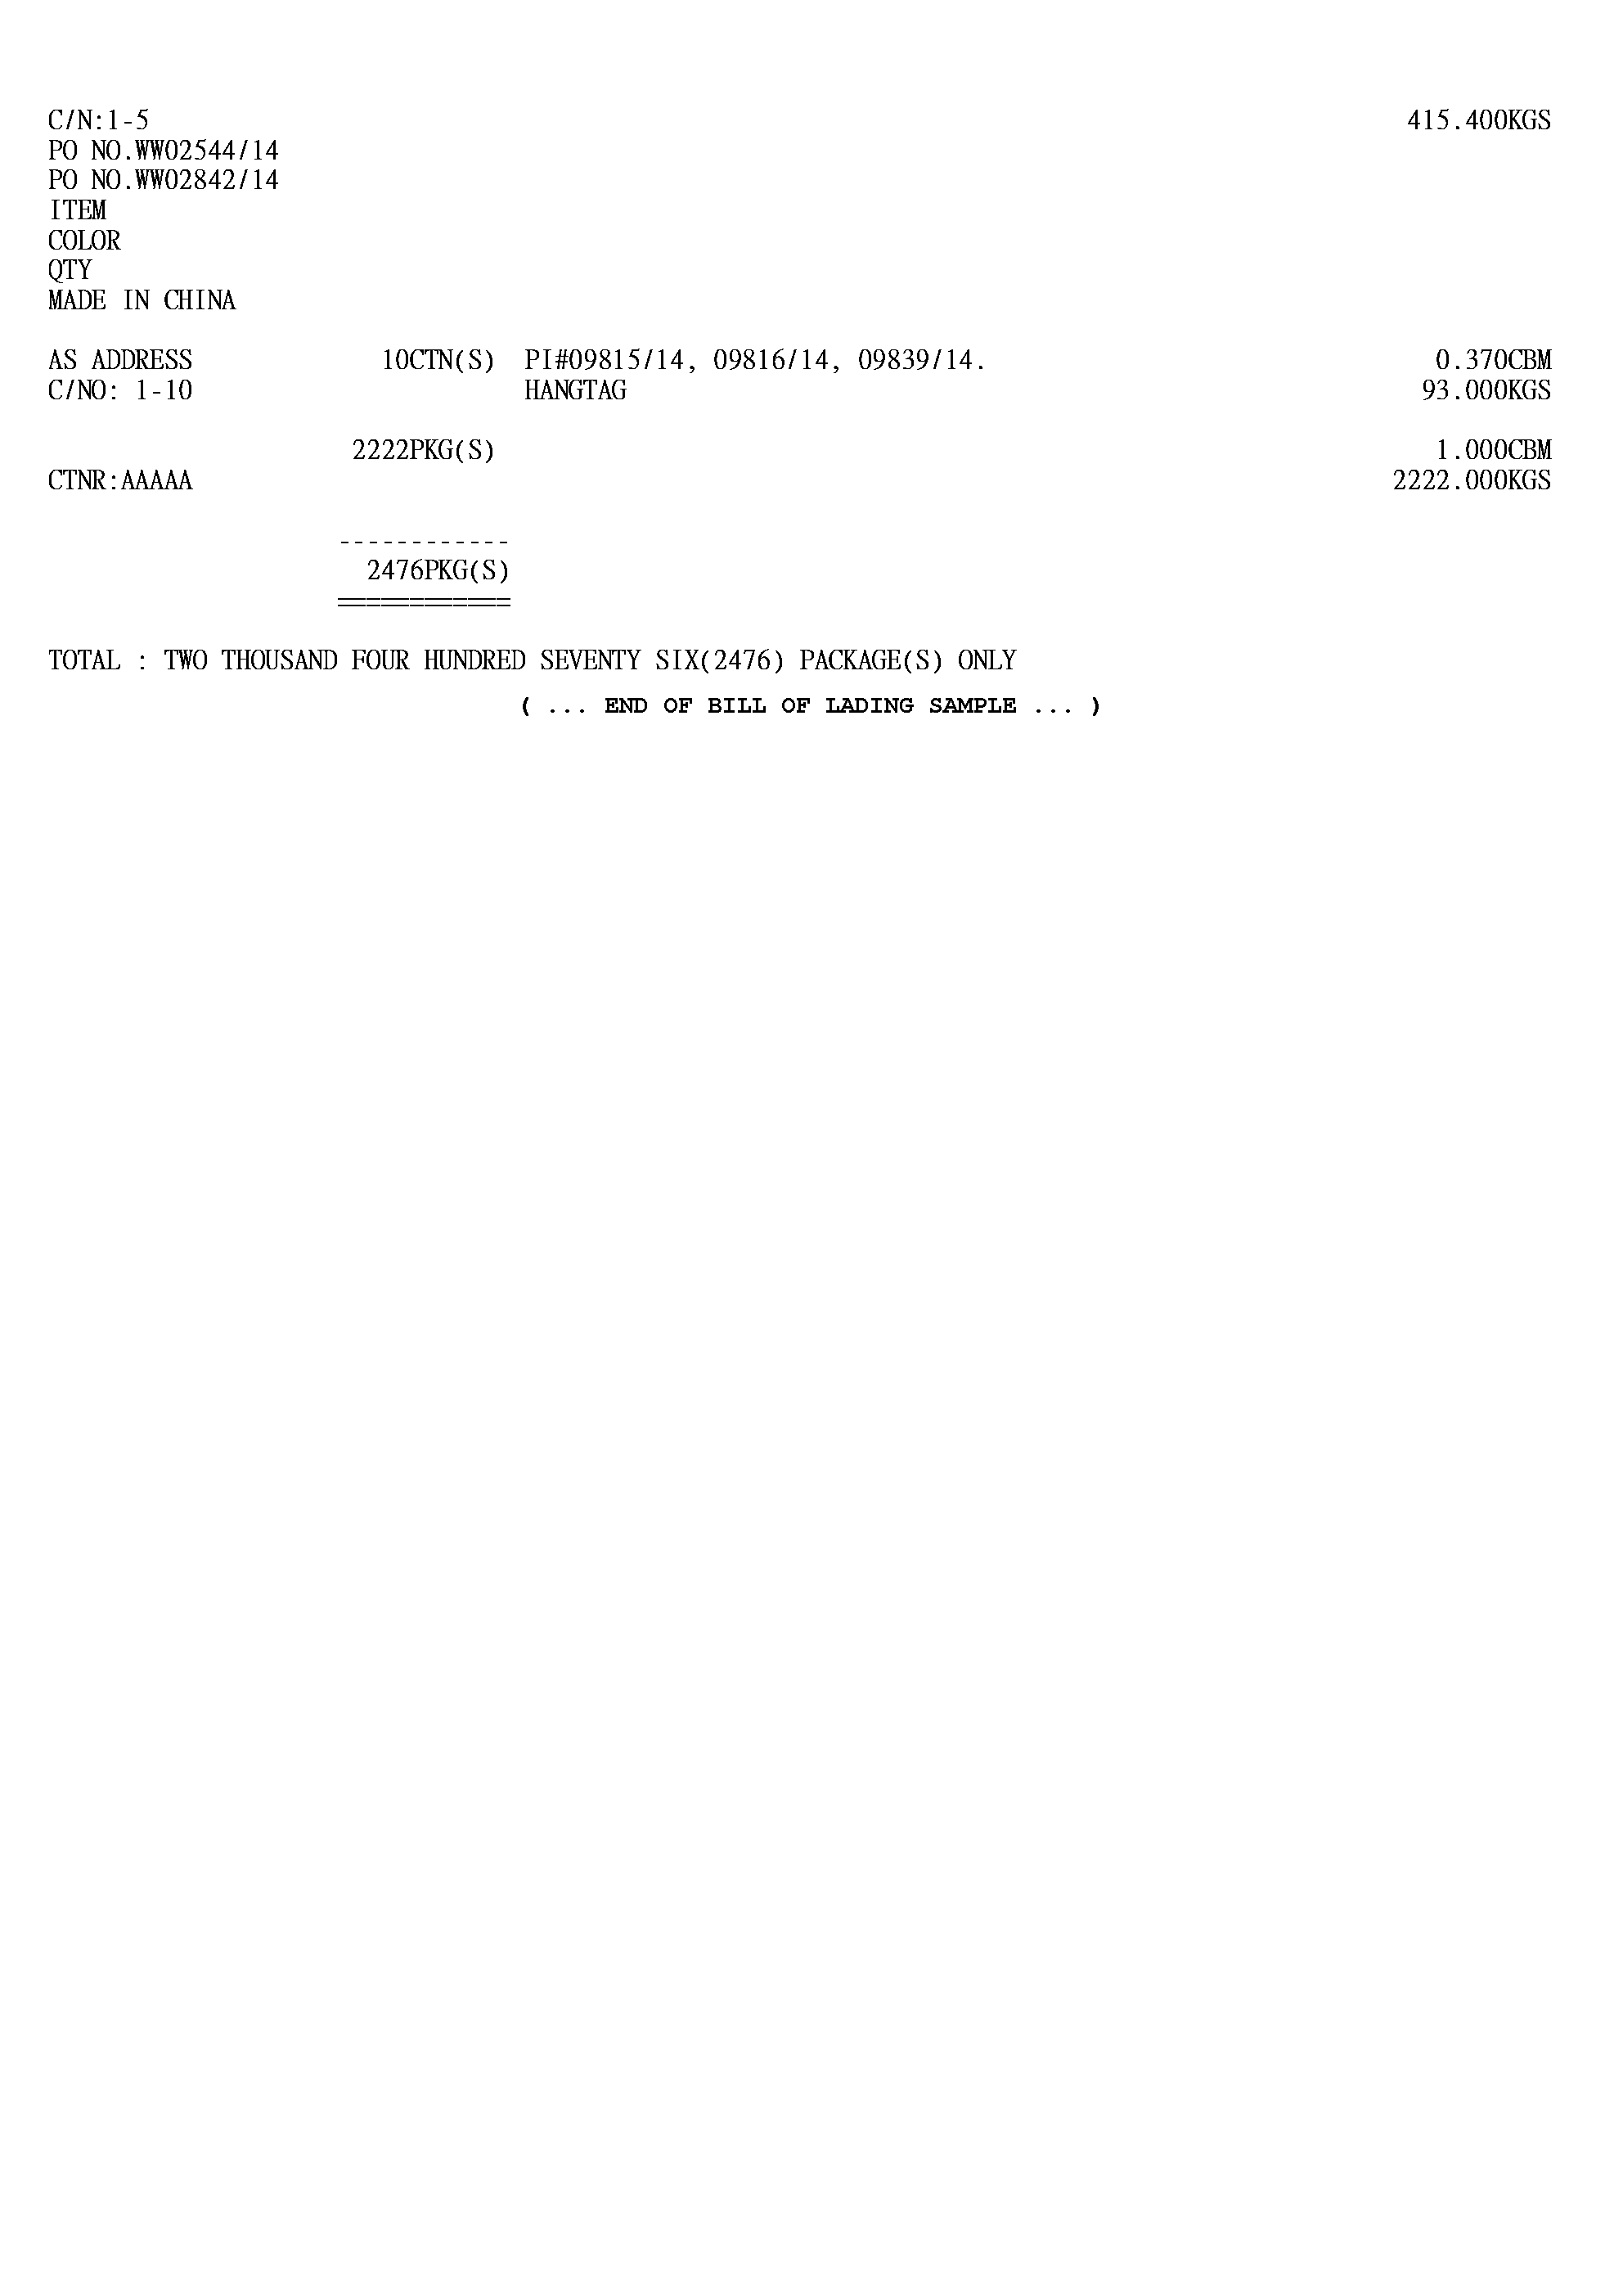 C/N:1-5 415.400KGS
PO NO.WW02544/14
PO NO.WW02842/14
ITEM
COLOR
QTY
MADE IN CHINA
AS ADDRESS 10CTN(S) PI#09815/14, 09816/14, 09839/14. 0.370CBM
C/NO: 1-10 HANGTAG 93.000KGS
2222PKG(S) 1.000CBM
CTNR:AAAAA 2222.000KGS
------------
2476PKG(S)
============
TOTAL : TWO THOUSAND FOUR HUNDRED SEVENTY SIX(2476) PACKAGE(S) ONLY
( ... END OF BILL OF LADING SAMPLE ... )